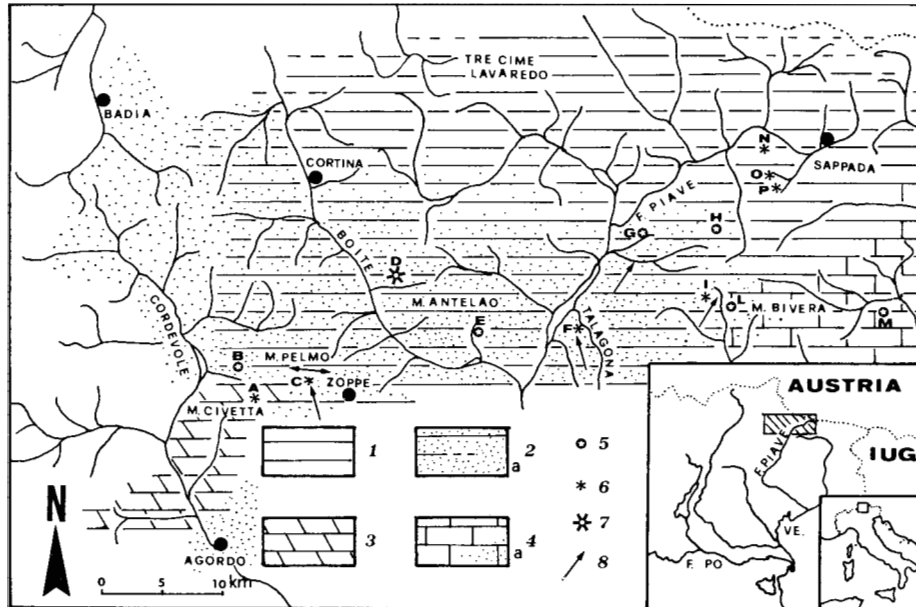 TRE CIME
LAVAREDO
BADIA
N
SAPPADA
CORTINA
O
P
F. PIAVE
H
G
BOITE
D
I
L
M. BIVERA
M. ANTELAO
CORDEVOLE
E
F
TALAGONA
M
B
M. PELMO
A
C
ZOPPE
M. CIVETTA
AUSTRIA
1
a 2
5
6
F. PIAVE
IUG
N
3
a 4
7
8
VE.
F. PO
AGORDO
0 5 10 km